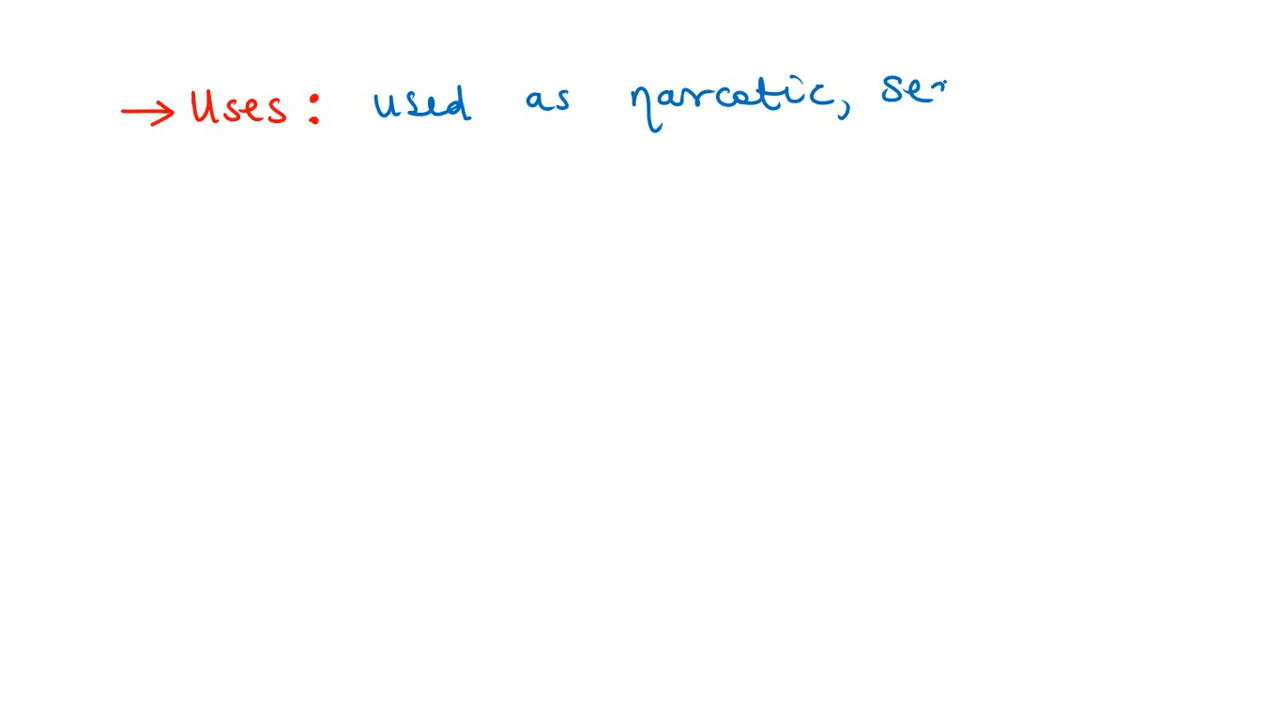 → Uses: used as narcotic,